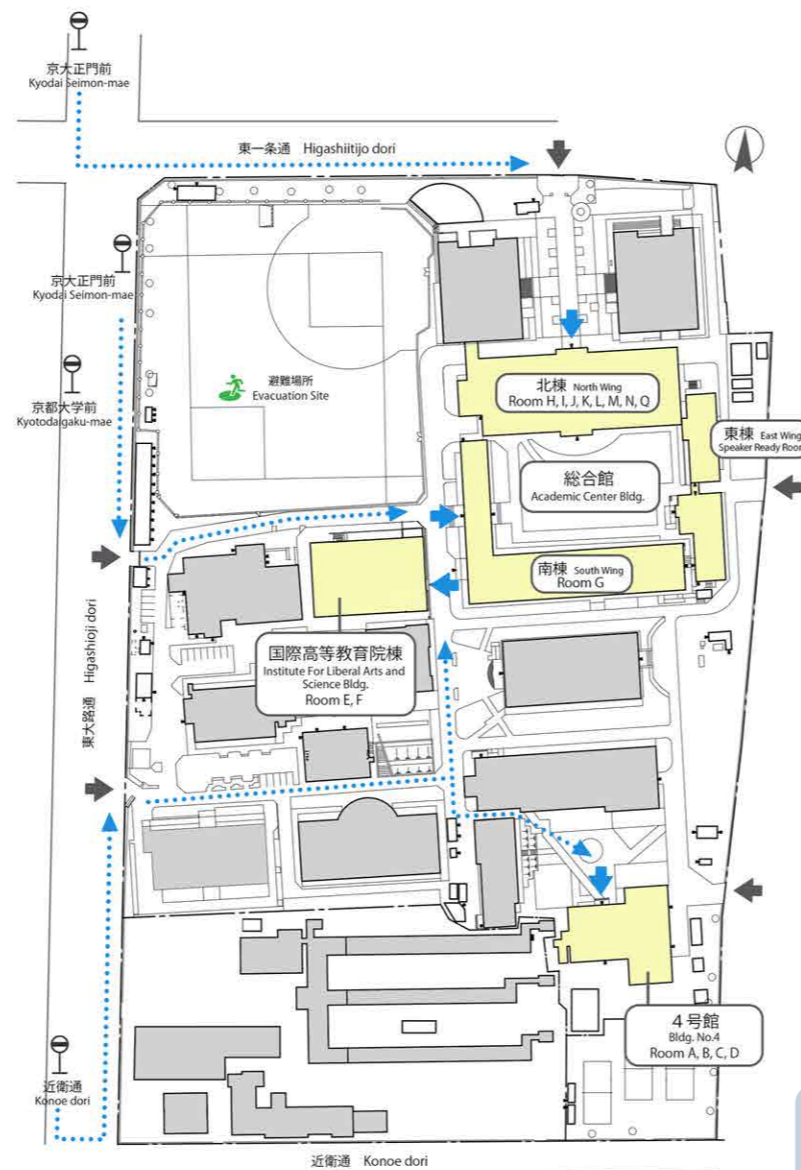 京大正門前
Kyodai Seimon-mae
東一条通 Higashiitijo dori
京大正門前
Kyodai Seimon-mae
京都大学前
Kyotodaigaku-mae
避難場所
Evacuation Site
北棟 North Wing
Room H, I, J, K, L, M, N, Q
東棟 East Wing
Speaker Ready Room
総合館
Academic Center Bldg.
南棟 South Wing
Room G
国際高等教育院棟
Institute For Liberal Arts and
Science Bldg.
Room E, F
東大路通 Higashioji dori
4号館
Bldg. No.4
Room A, B, C, D
近衛通
Konoe dori
近衛通 Konoe dori